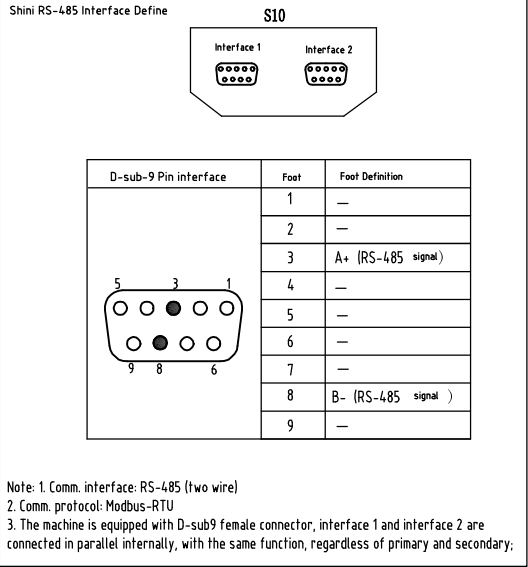 Shini RS-485 Interface Define
S10
Interface 1 Interface 2
D-sub-9 Pin interface Foot Foot Definition
1 —
2 —
3 A+ (RS-485 signal)
4 —
5 —
6 —
7 —
8 B- (RS-485 signal )
9 —
5 3 1
9 8 6
Note: 1. Comm. interface: RS-485 (two wire)
2. Comm. protocol: Modbus-RTU
3. The machine is equipped with D-sub9 female connector, interface 1 and interface 2 are
connected in parallel internally, with the same function, regardless of primary and secondary;